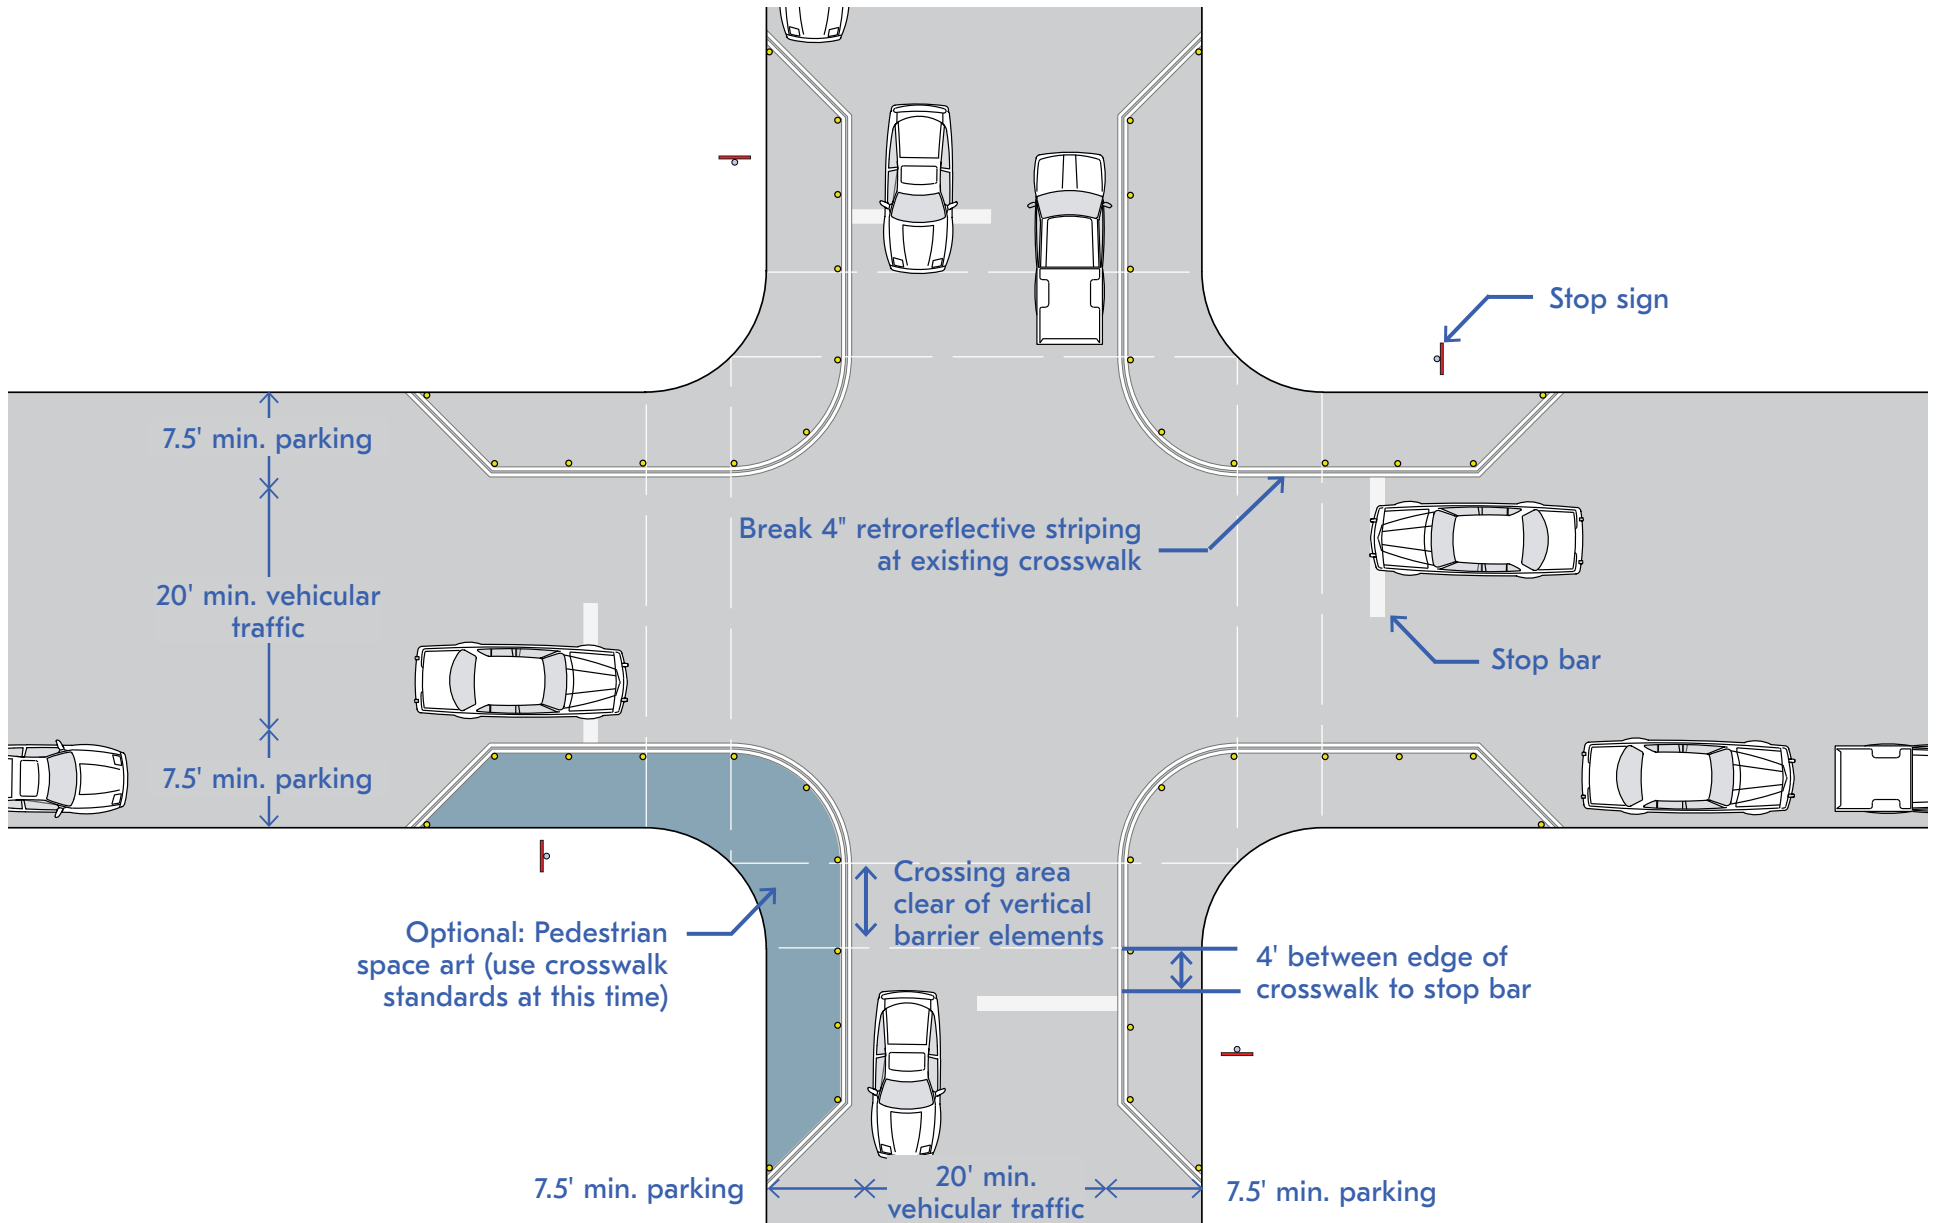 Stop sign
7.5' min. parking
Break 4" retroreflective striping
at existing crosswalk
20' min. vehicular
traffic
Stop bar
7.5' min. parking
Crossing area
clear of vertical
barrier elements
Optional: Pedestrian
space art (use crosswalk
standards at this time)
4' between edge of
crosswalk to stop bar
7.5' min. parking
20' min.
vehicular traffic
7.5' min. parking